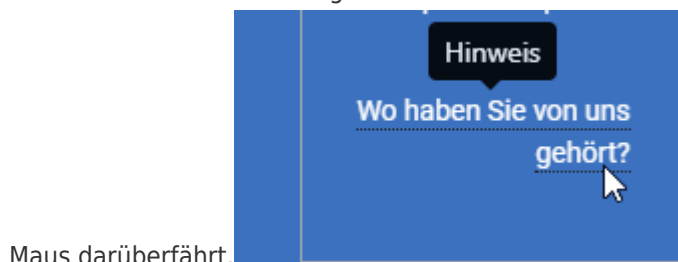 Hinweis
Wo haben Sie von uns
gehört?
Maus darüberfährt.